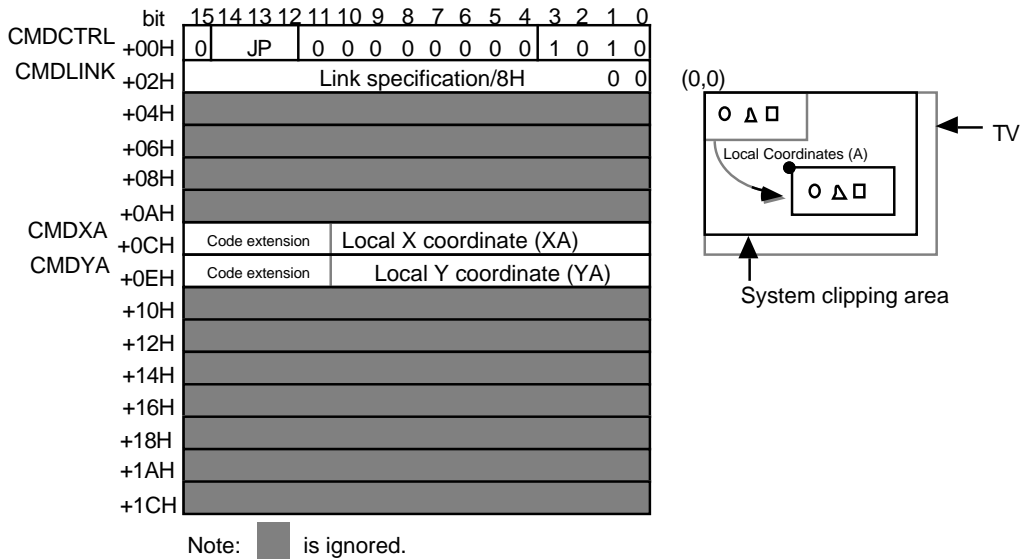 bit 15 14 13 12 11 10 9 8 7 6 5 4 3 2 1 0
CMDCTRL +00H 0 JP 0 0 0 0 0 0 0 0 1 0 1 0
CMDLINK +02H Link specification/8H 0 0
+04H
+06H
+08H
+0AH
CMDXA +0CH Code extension Local X coordinate (XA)
CMDYA +0EH Code extension Local Y coordinate (YA)
+10H
+12H
+14H
+16H
+18H
+1AH
+1CH
Note: is ignored.
(0,0)
TV
Local Coordinates (A)
System clipping area